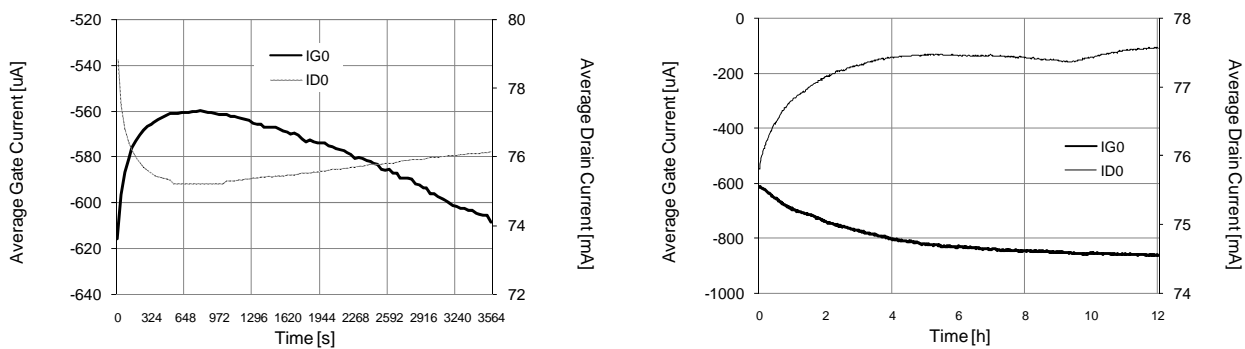 Average Gate Current [uA]
-520
-540
-560
-580
-600
-620
-640
IG0
ID0
80
78
76
74
72
Average Drain Current [mA]
0 324 648 972 1296 1620 1944 2268 2592 2916 3240 3564
Time [s]
Average Gate Current [uA]
0
-200
-400
-600
-800
-1000
IG0
ID0
78
77
76
75
74
Average Drain Current [mA]
0 2 4 6 8 10 12
Time [h]